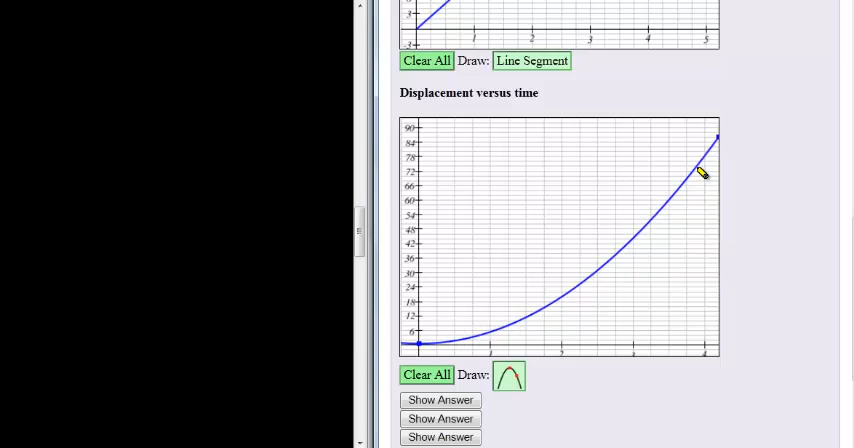 3
-3
1 2 3 4 5
Clear All Draw: Line Segment
Displacement versus time
90
84
78
72
66
60
54
48
42
36
30
24
18
12
6
1 2 3 4
Clear All Draw:
Show Answer
Show Answer
Show Answer